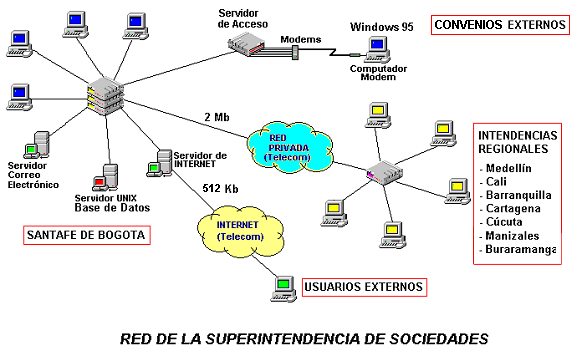 Servidor
de Acceso
Modems
Windows 95
CONVENIOS EXTERNOS
Computador
Modem
2 Mb
RED
PRIVADA
(Telecom)
INTENDENCIAS
REGIONALES
- Medellín
- Cali
- Barranquilla
- Cartagena
- Cúcuta
- Manizales
- Buraramanga
Servidor
Correo
Electrónico
Servidor UNIX
Base de Datos
Servidor de
INTERNET
512 Kb
SANTAFE DE BOGOTA
INTERNET
(Telecom)
USUARIOS EXTERNOS
RED DE LA SUPERINTENDENCIA DE SOCIEDADES